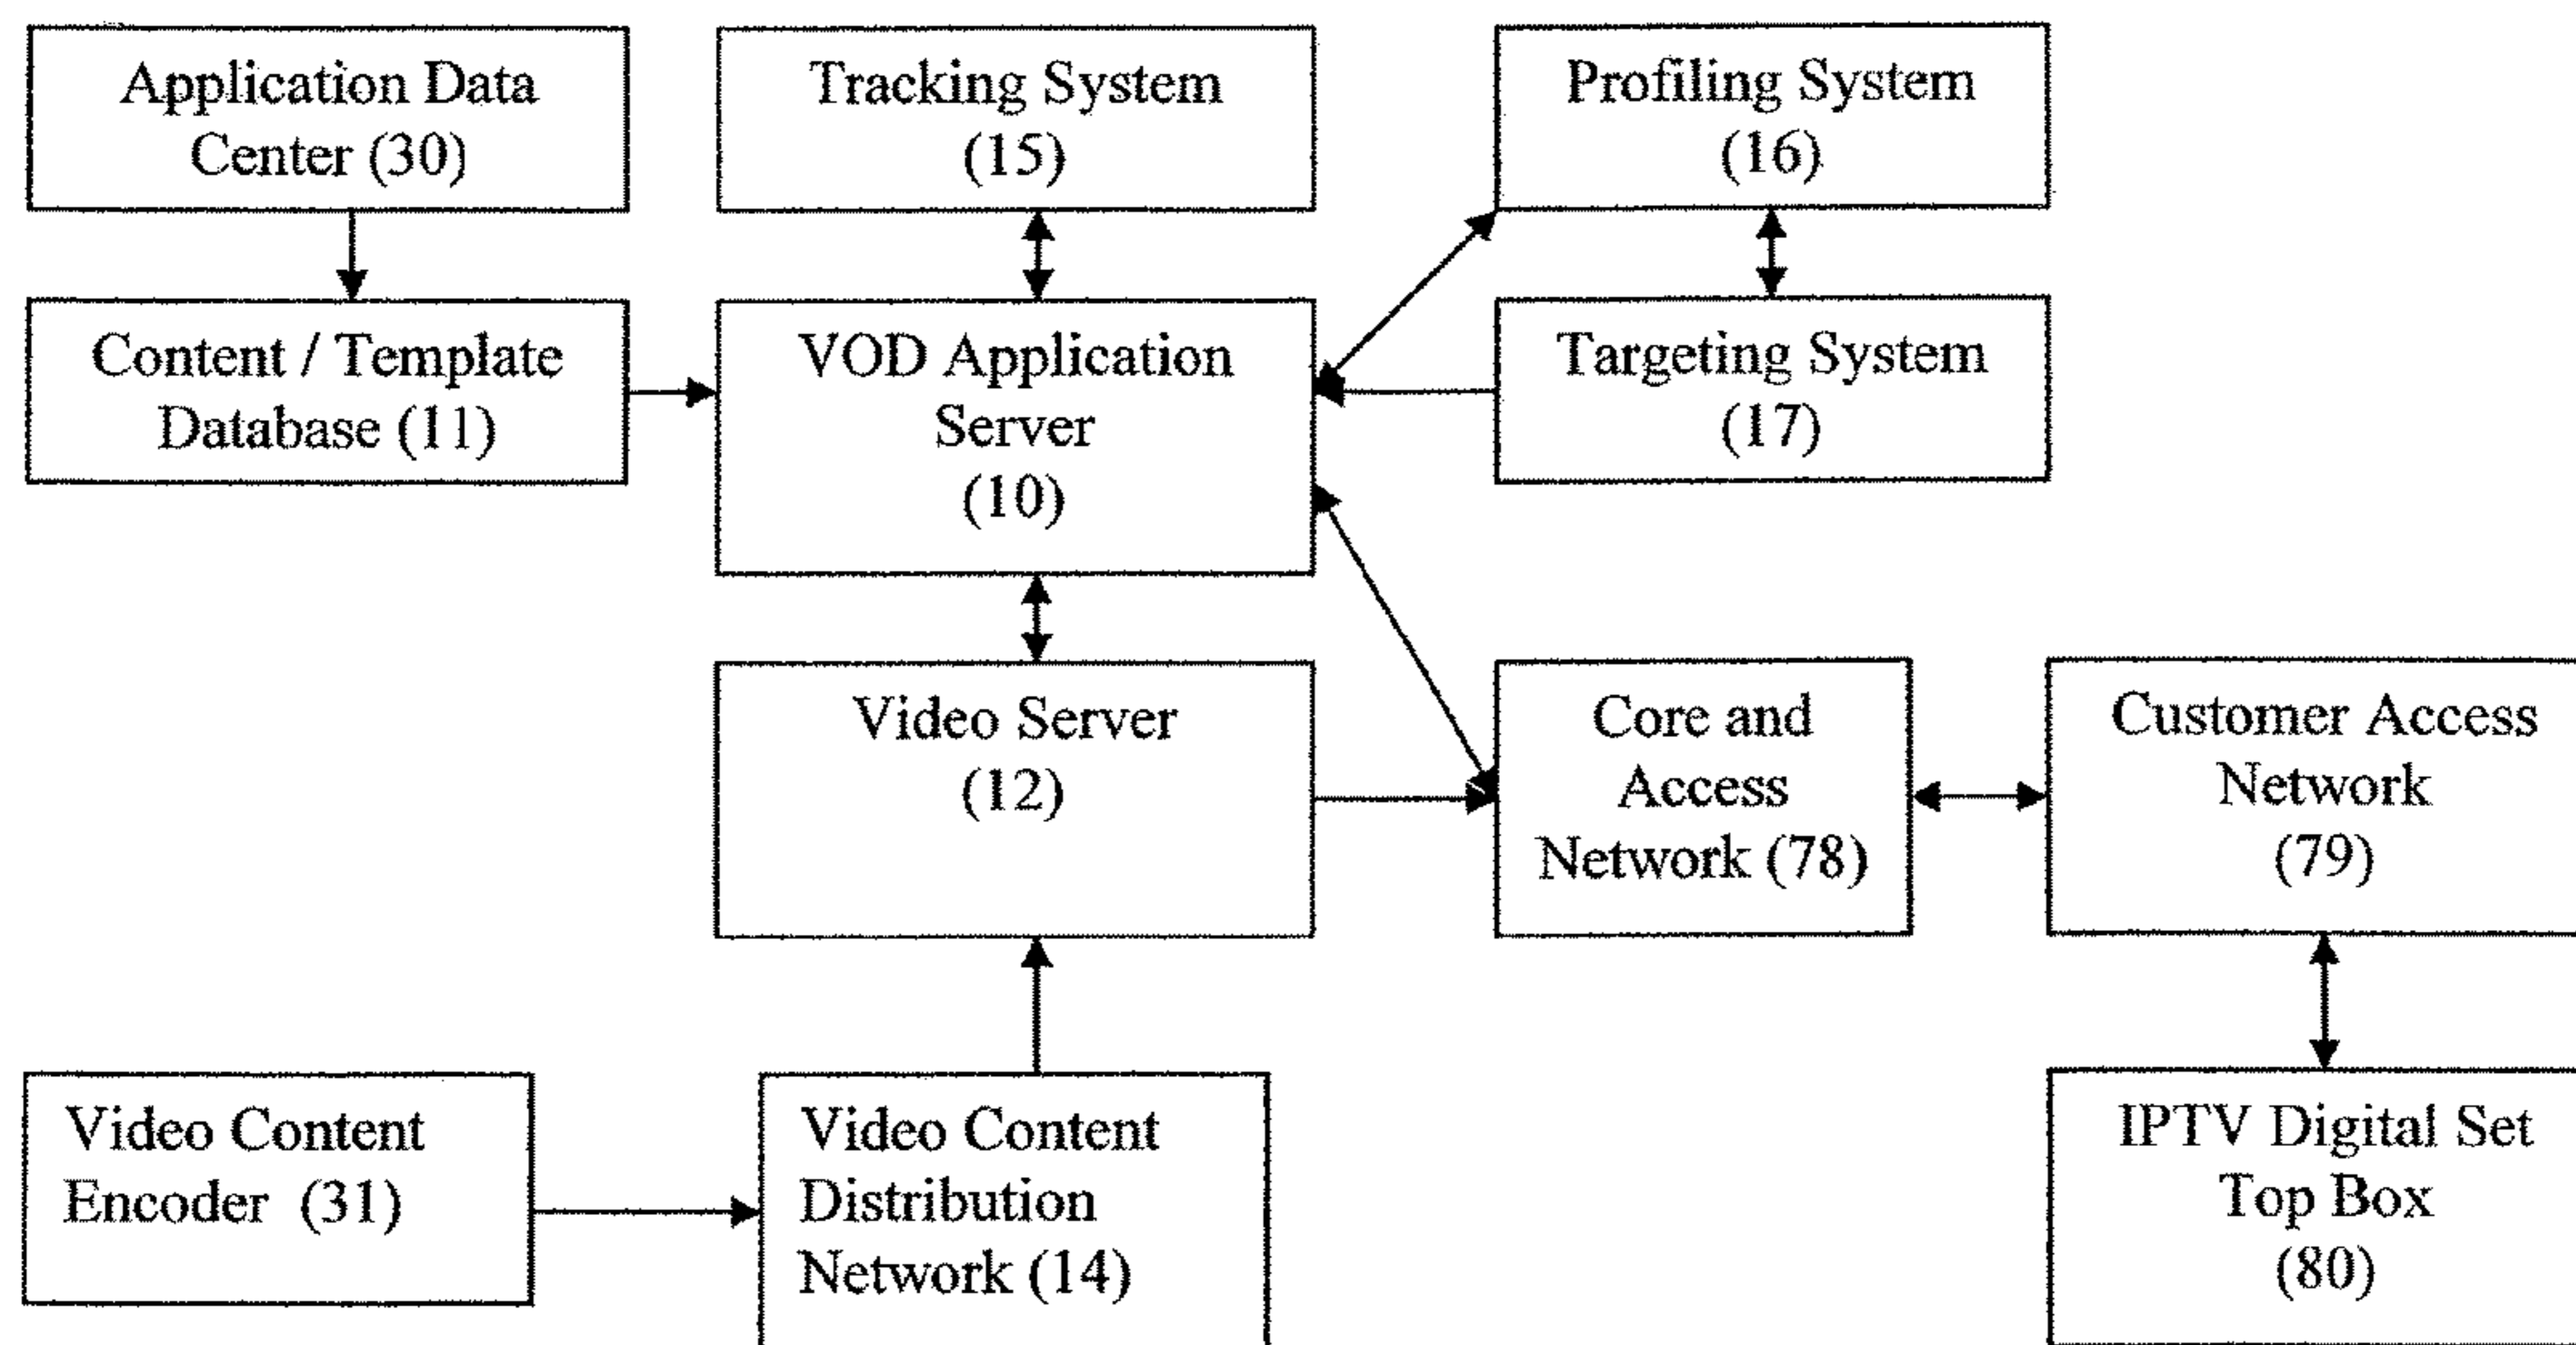 Application Data
Center (30)
Tracking System
(15)
Profiling System
(16)
Content / Template
Database (11)
VOD Application
Server
(10)
Targeting System
(17)
Video Server
(12)
Core and
Access
Network (78)
Customer Access
Network
(79)
Video Content
Encoder (31)
Video Content
Distribution
Network (14)
IPTV Digital Set
Top Box
(80)